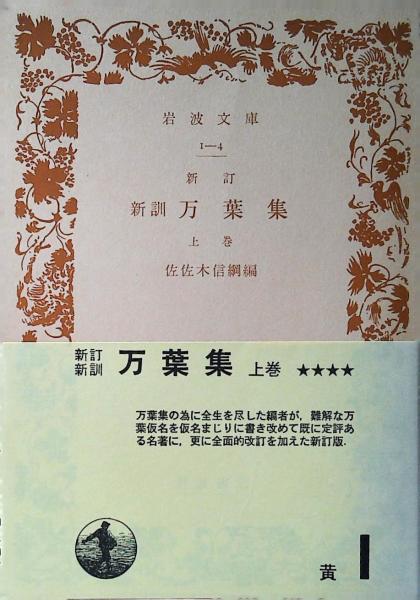 岩波文庫
1—4
新訂
新訓 万葉集
上巻
佐佐木信綱編
新訂
新訓 万葉集 上巻 ★★★★
万葉集の為に全生を尽した編者が，難解な万
葉仮名を仮名まじりに書き改めて既に定評あ
る名著に，更に全面的改訂を加えた新訂版．
黄 1